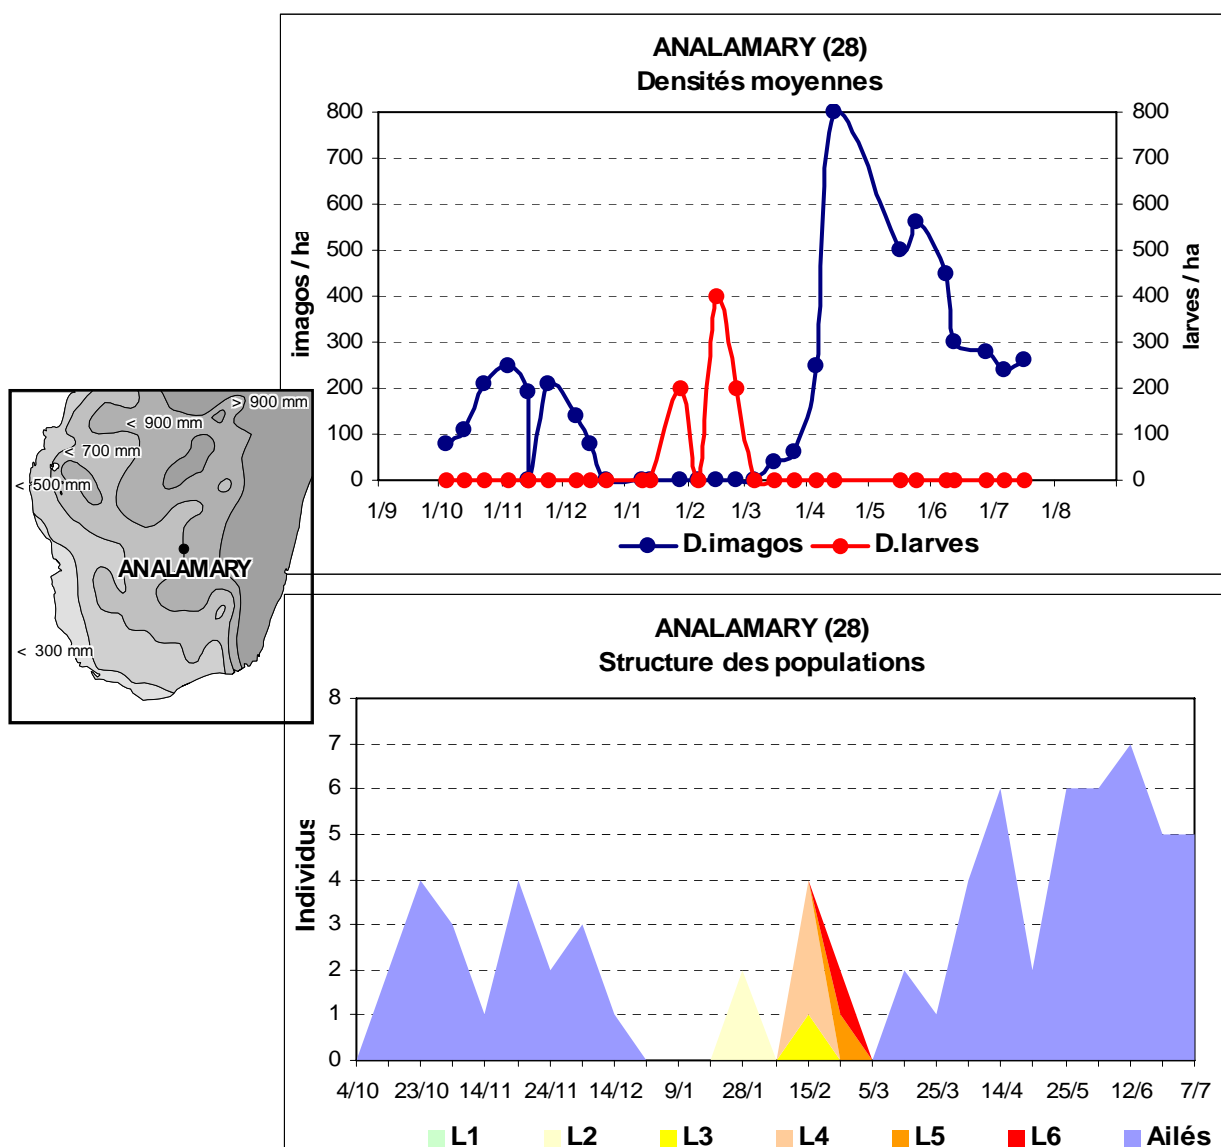 ANALAMARY (28)
Densités moyennes
800 800
700 700
600 600
500 500
400 400
300 300
200 200
100 100
0 0
imagos / ha
larves / ha
1/9 1/10 1/11 1/12 1/1 1/2 1/3 1/4 1/5 1/6 1/7 1/8
D.imagos D.larves
> 900 mm
< 900 mm
< 700 mm
< 500 mm
ANALAMARY
< 300 mm
ANALAMARY (28)
Structure des populations
8
7
6
5
4
3
2
1
0
Individus
4/10 23/10 14/11 24/11 14/12 9/1 28/1 15/2 5/3 25/3 14/4 25/5 12/6 7/7
L1 L2 L3 L4 L5 L6 Ailés